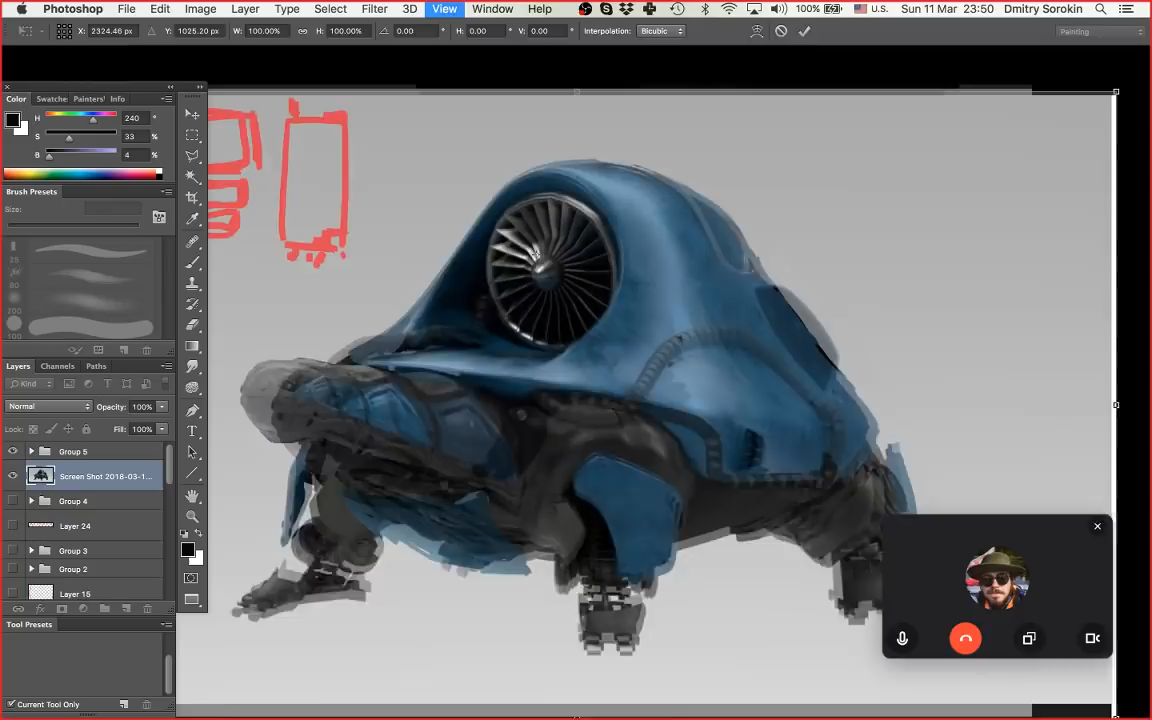 Photoshop File Edit Image Layer Type Select Filter 3D View Window Help 100% U.S. Sun 11 Mar 23:50 Dmitry Sorokin
X: 2324.46 px Y: 1025.20 px W: 100.00% H: 100.00% 0.00 ° H: 0.00 ° V: 0.00 ° Interpolation: Bicubic Painting
Color Swatche Painters' Info
H 240 °
S 33 %
B 4 %
Brush Presets
Size:
35
80
200
100
Layers Channels Paths
Kind
Normal Opacity: 100%
Lock: Fill: 100%
Group 5
Screen Shot 2018-03-1...
Group 4
Layer 24
Group 3
Group 2
Layer 15
Tool Presets
Current Tool Only